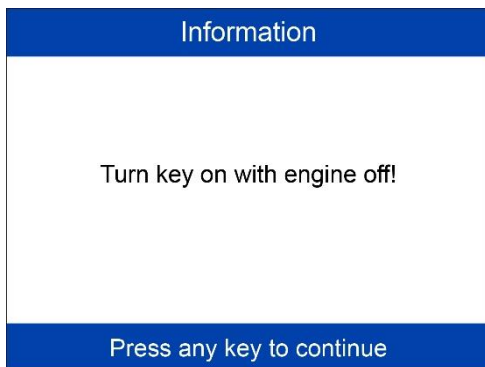 Information
Turn key on with engine off!
Press any key to continue